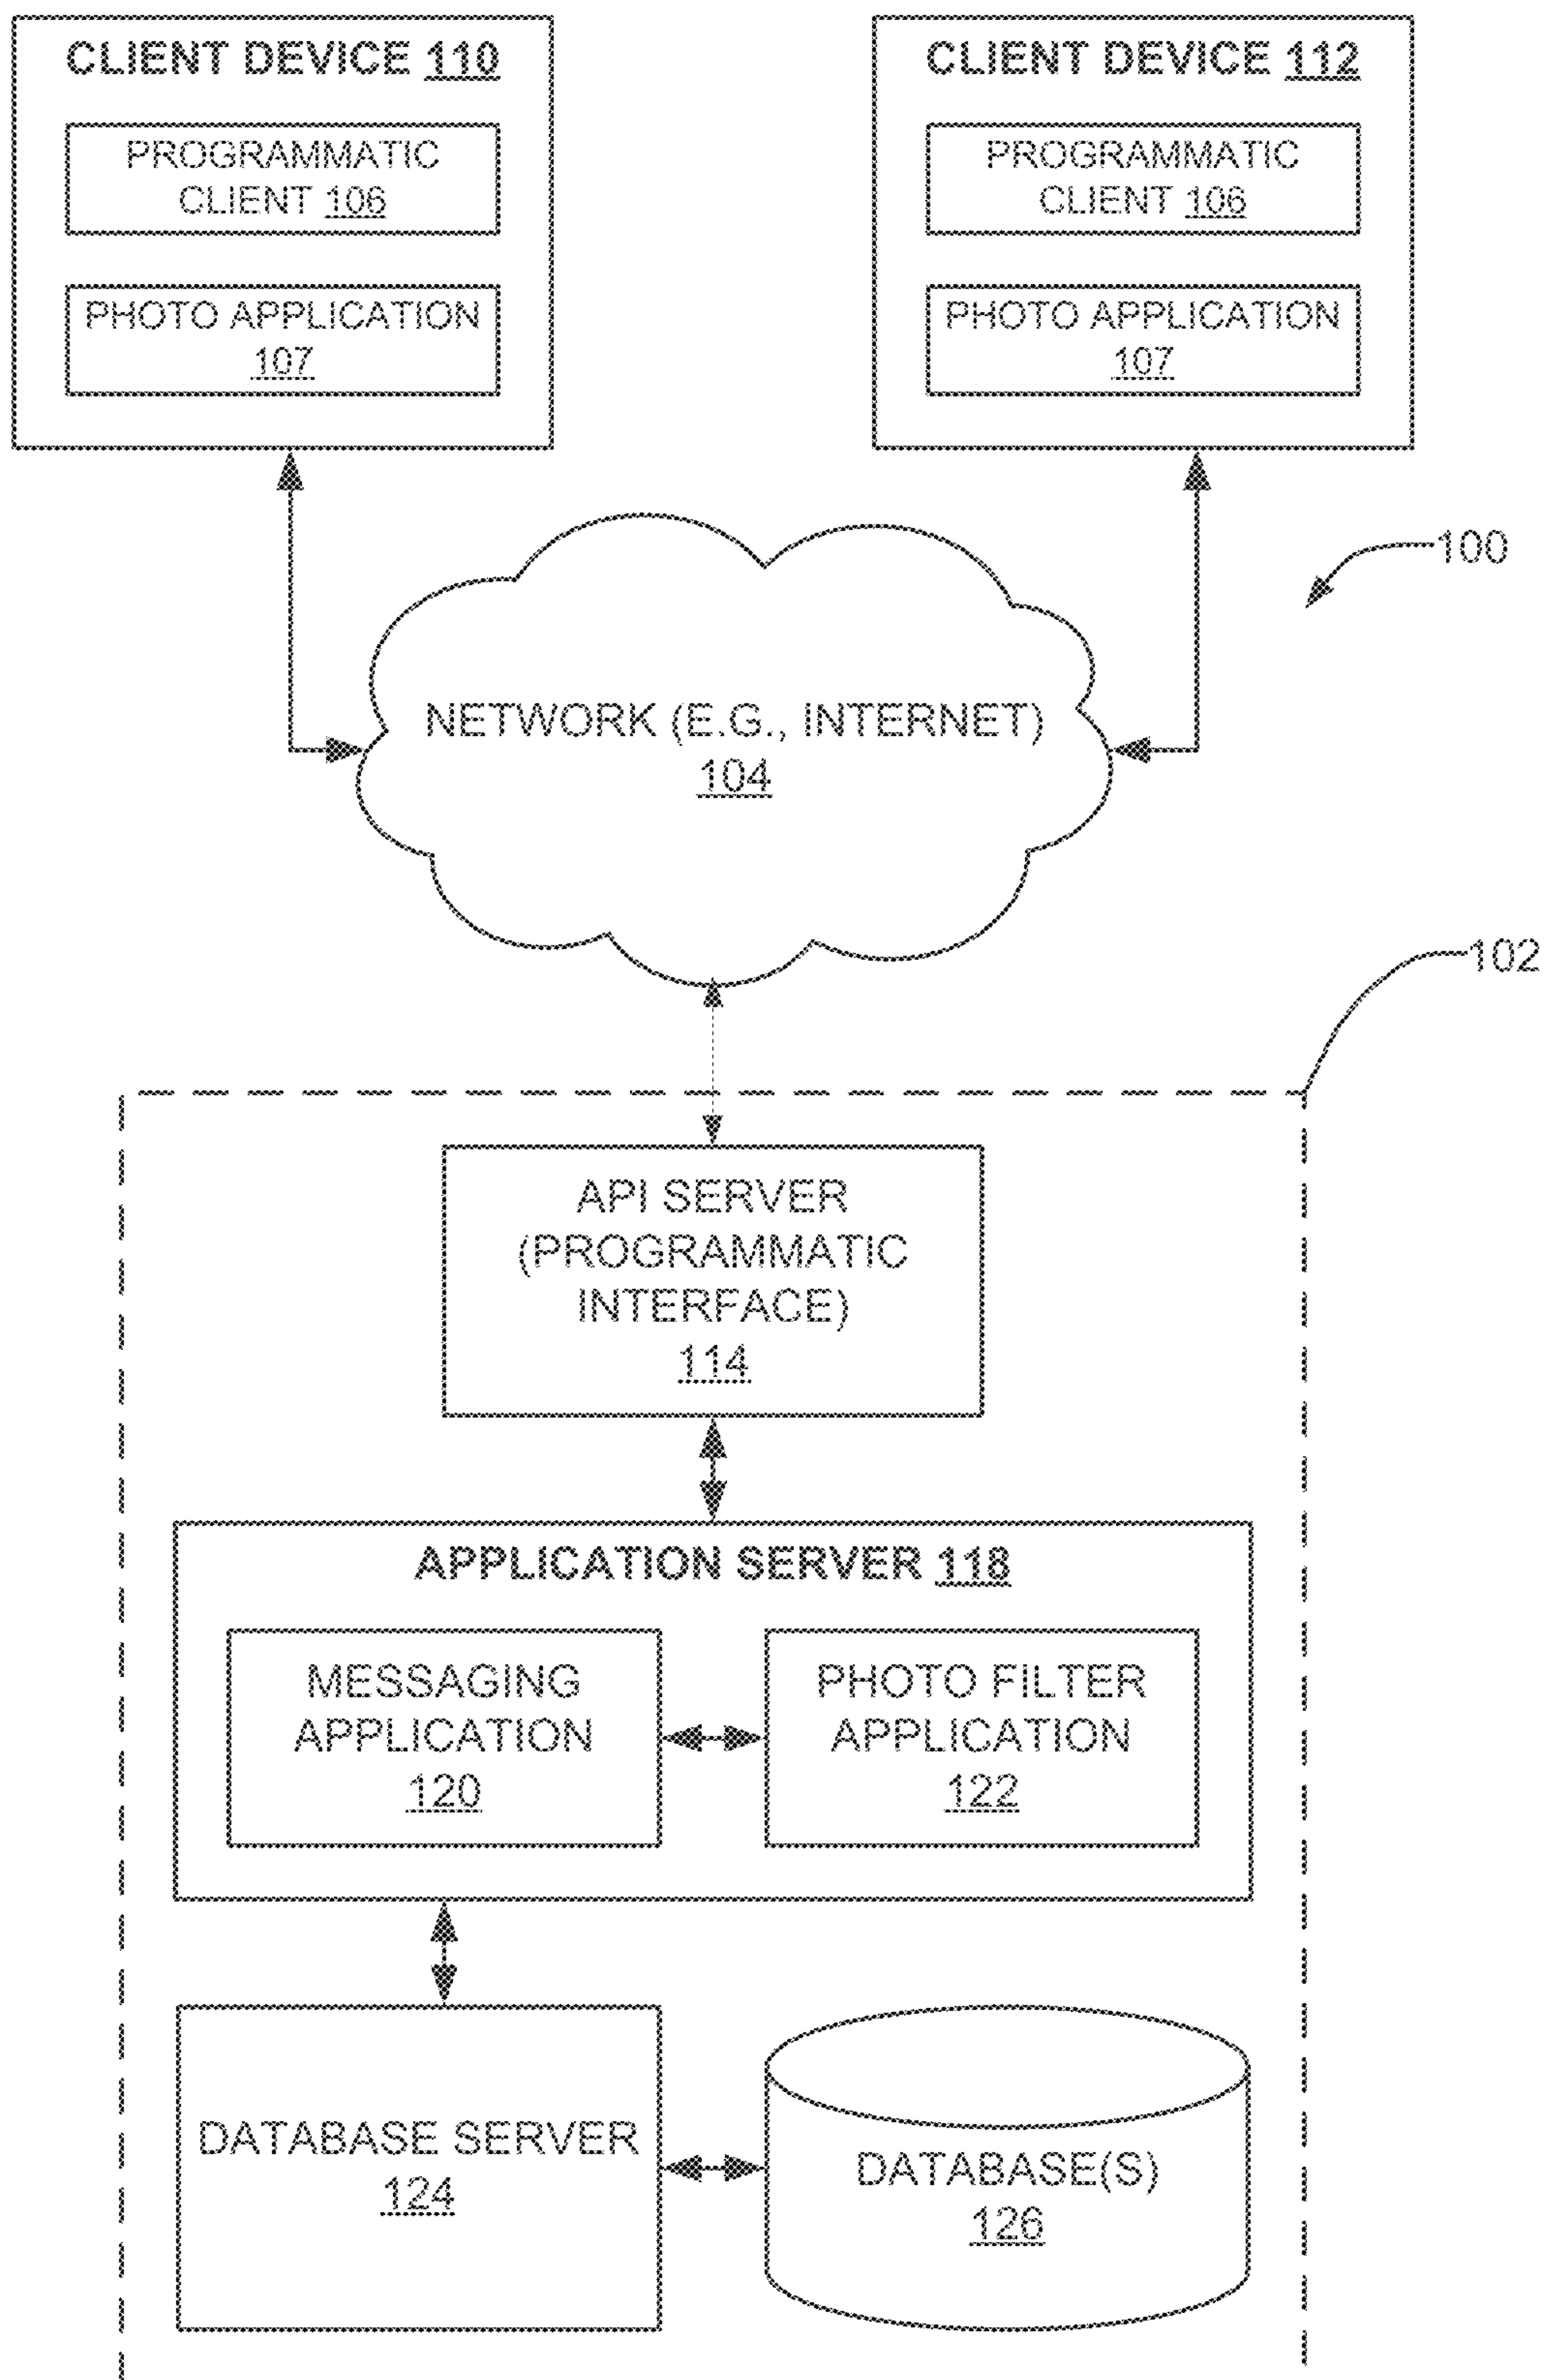 CLIENT DEVICE 110
PROGRAMMATIC
CLIENT 106
PHOTO APPLICATION
107
CLIENT DEVICE 112
PROGRAMMATIC
CLIENT 106
PHOTO APPLICATION
107
100
NETWORK (E.G., INTERNET)
104
102
API SERVER
(PROGRAMMATIC
INTERFACE)
114
APPLICATION SERVER 118
MESSAGING
APPLICATION
120
PHOTO FILTER
APPLICATION
122
DATABASE SERVER
124
DATABASE(S)
126